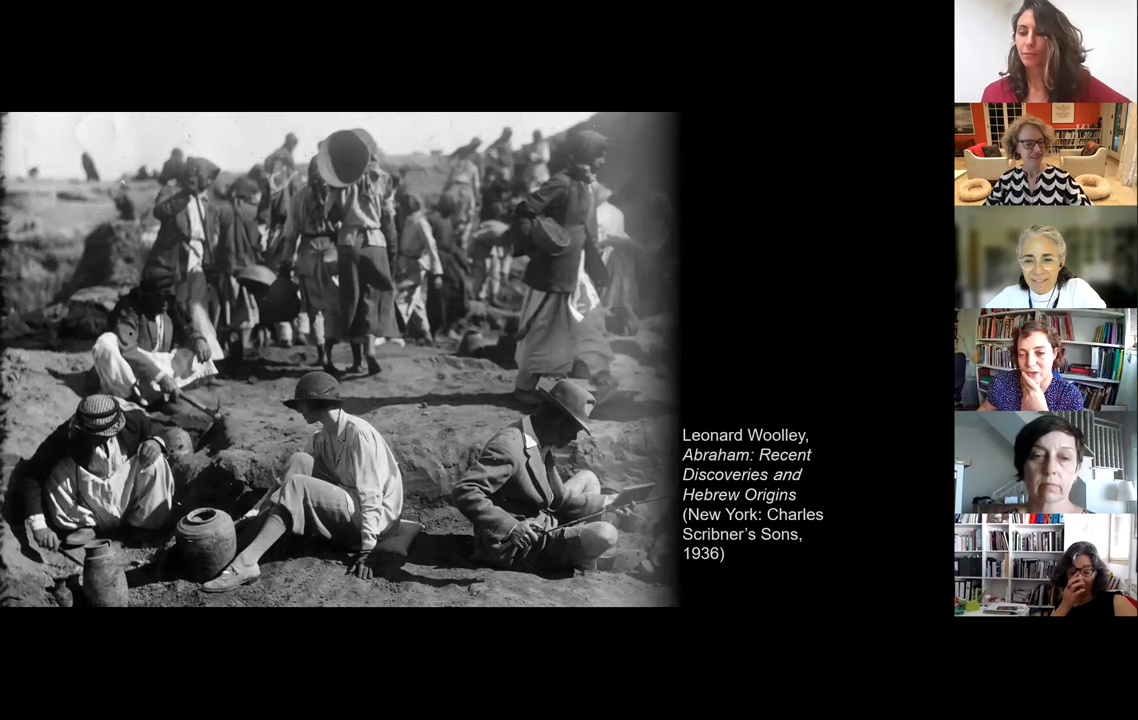 Leonard Woolley,
Abraham: Recent
Discoveries and
Hebrew Origins
(New York: Charles
Scribner’s Sons,
1936)